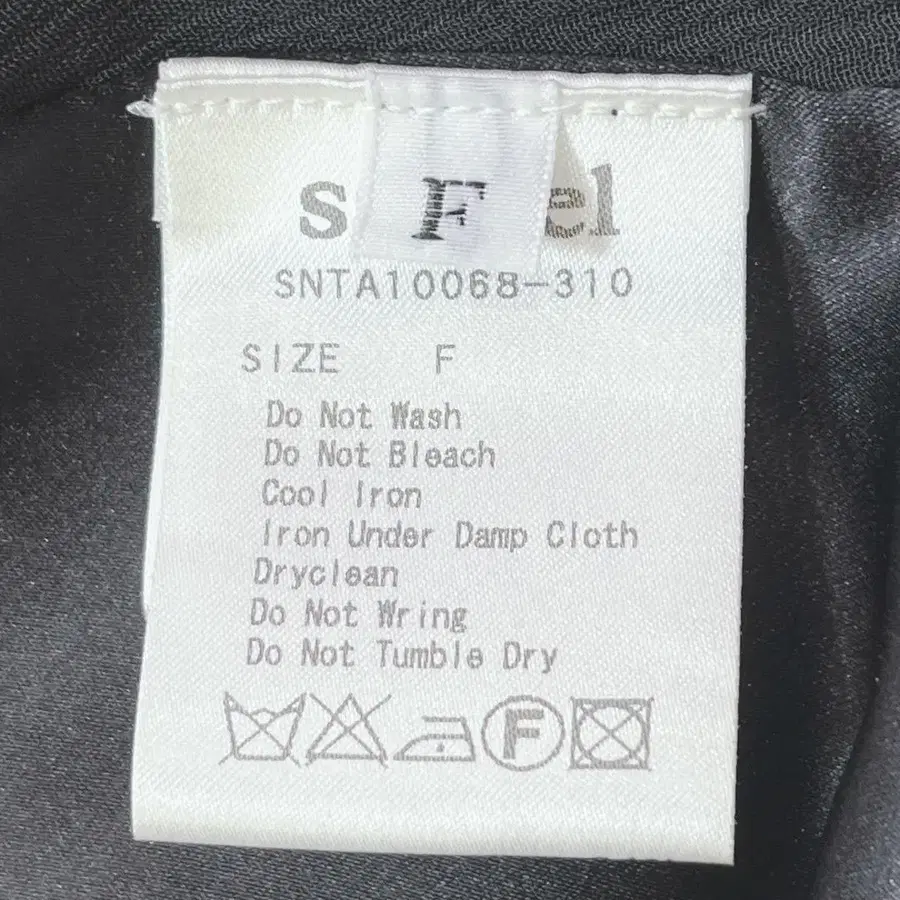 F
SNTA10068-310
SIZE F
Do Not Wash
Do Not Bleach
Cool Iron
Iron Under Damp Cloth
Dryclean
Do Not Wring
Do Not Tumble Dry
F